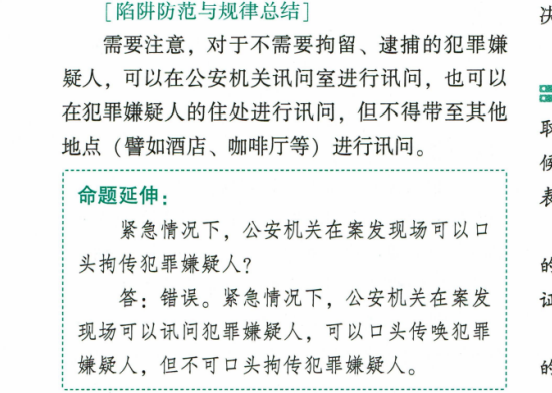 [陷阱防范与规律总结]
需要注意，对于不需要拘留、逮捕的犯罪嫌
疑人，可以在公安机关讯问室进行讯问，也可以
在犯罪嫌疑人的住处进行讯问，但不得带至其他
地点（譬如酒店、咖啡厅等）进行讯问。
命题延伸：
紧急情况下，公安机关在案发现场可以口
头拘传犯罪嫌疑人？
答：错误。紧急情况下，公安机关在案发
现场可以讯问犯罪嫌疑人，可以口头传唤犯罪
嫌疑人，但不可口头拘传犯罪嫌疑人。